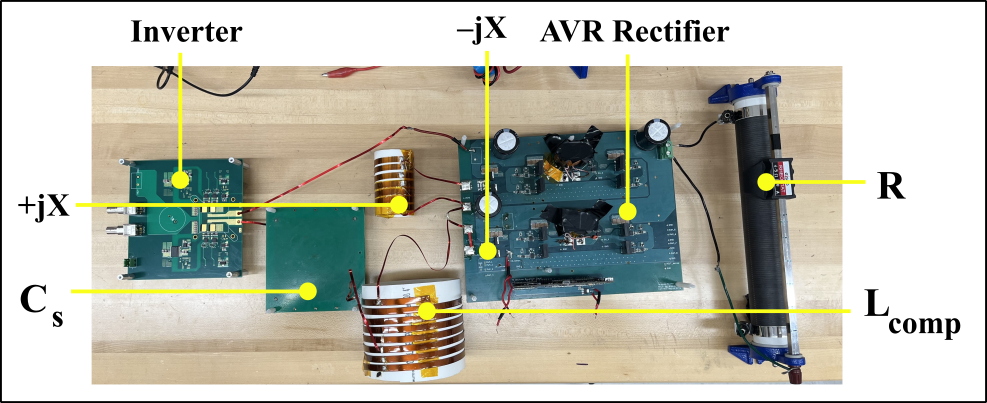 Inverter
–jX
AVR Rectifier
+jX
R
Cs
Lcomp